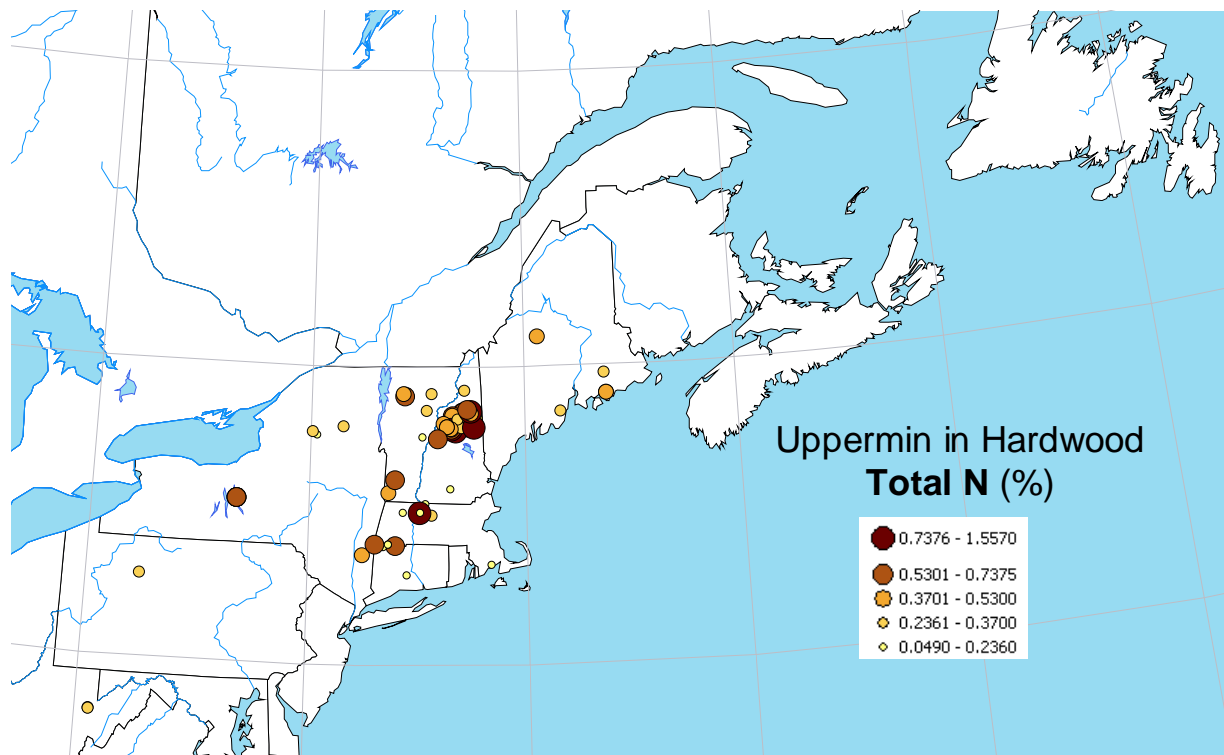 Uppermin in Hardwood
Total N (%)
0.7376 - 1.5570
0.5301 - 0.7375
0.3701 - 0.5300
0.2361 - 0.3700
0.0490 - 0.2360